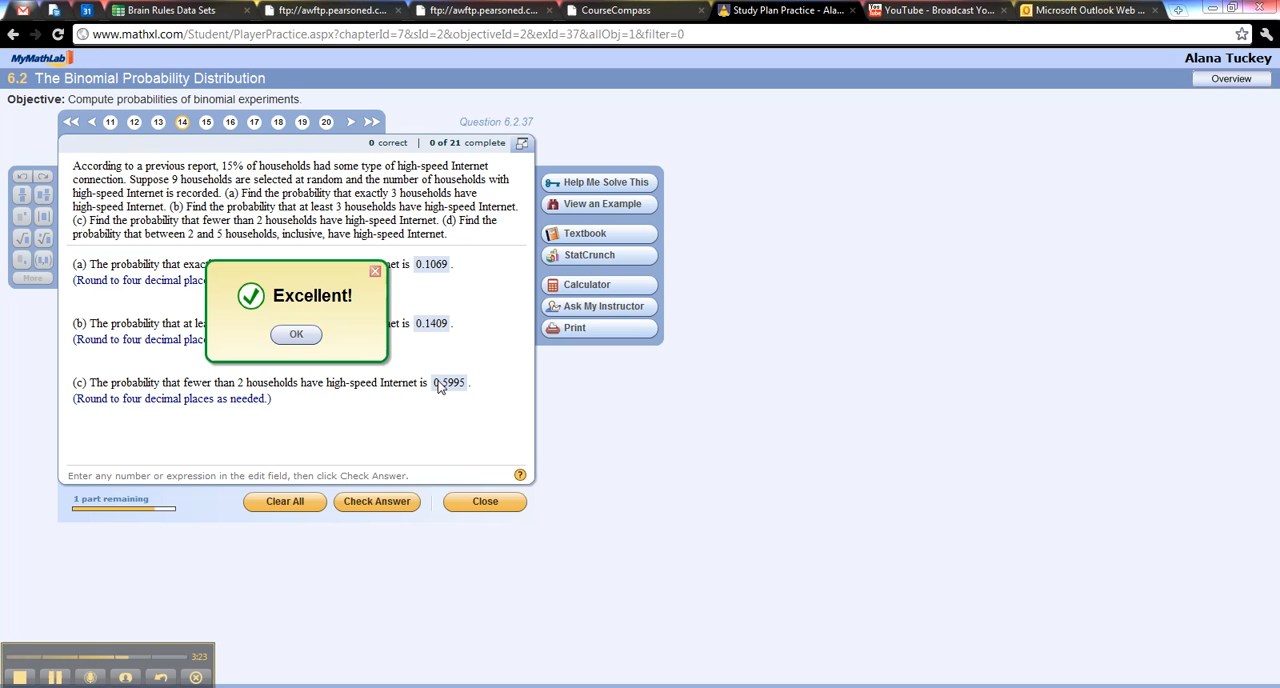 Brain Rules Data Sets
ftp://awftp.pearsoned.c...
ftp://awftp.pearsoned.c...
CourseCompass
Study Plan Practice - Ala...
YouTube - Broadcast Yo...
Microsoft Outlook Web ...
www.mathxl.com/Student/PlayerPractice.aspx?chapterId=7&sId=2&objectiveId=2&exId=37&allObj=1&filter=0
MyMathLab
Alana Tuckey
6.2 The Binomial Probability Distribution
Overview
Objective: Compute probabilities of binomial experiments.
11 12 13 14 15 16 17 18 19 20
Question 6.2.37
0 correct | 0 of 21 complete
According to a previous report, 15% of households had some type of high-speed Internet
connection. Suppose 9 households are selected at random and the number of households with
high-speed Internet is recorded. (a) Find the probability that exactly 3 households have
high-speed Internet. (b) Find the probability that at least 3 households have high-speed Internet.
(c) Find the probability that fewer than 2 households have high-speed Internet. (d) Find the
probability that between 2 and 5 households, inclusive, have high-speed Internet.
Help Me Solve This
View an Example
Textbook
StatCrunch
Calculator
Ask My Instructor
Print
More
(a) The probability that exac
net is 0.1069 .
(Round to four decimal place
Excellent!
OK
(b) The probability that at lea
net is 0.1409 .
(Round to four decimal place
(c) The probability that fewer than 2 households have high-speed Internet is 0.5995 .
(Round to four decimal places as needed.)
Enter any number or expression in the edit field, then click Check Answer.
?
1 part remaining
Clear All
Check Answer
Close
3:23